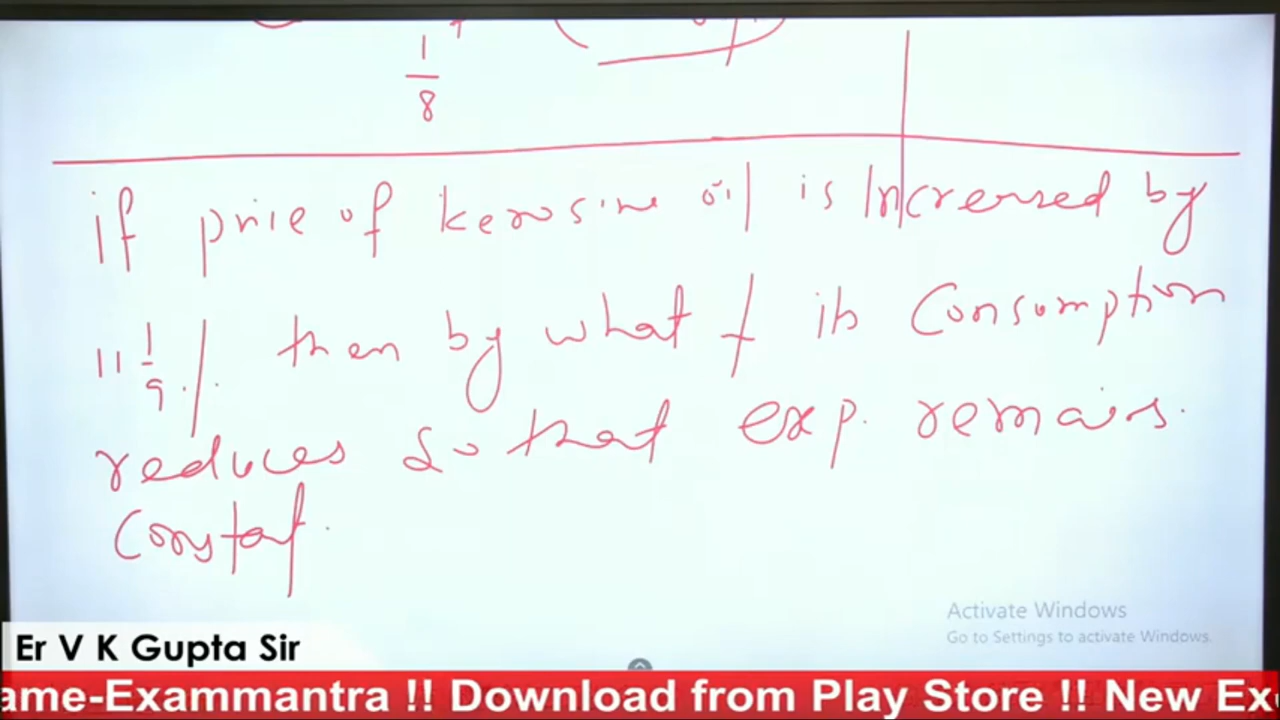 1
8
if price of kerosine oil is Increased by
11 1/9 % then by what % its Consumption
reduces so that exp. remains.
Constant.
Activate Windows
Go to Settings to activate Windows.
Er V K Gupta Sir
ame-Exammantra !! Download from Play Store !! New Ex